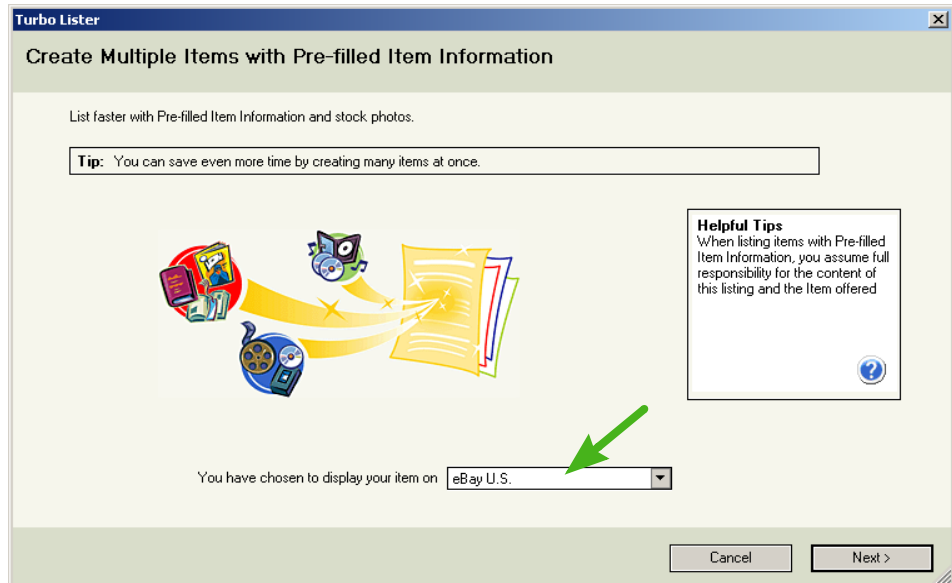 Turbo Lister
Create Multiple Items with Pre-filled Item Information
List faster with Pre-filled Item Information and stock photos.
Tip: You can save even more time by creating many items at once.
Helpful Tips
When listing items with Pre-filled
Item Information, you assume full
responsibility for the content of
this listing and the Item offered
You have chosen to display your item on eBay U.S.
Cancel Next >